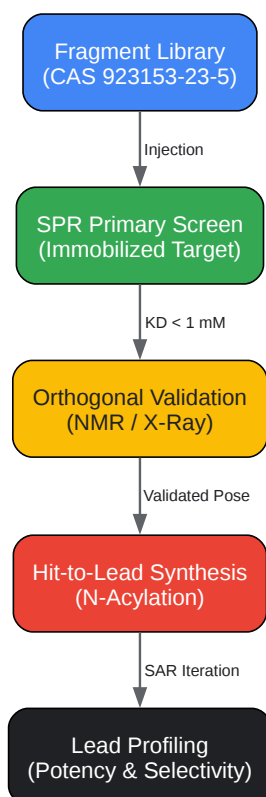 Fragment Library
(CAS 923153-23-5)
Injection
SPR Primary Screen
(Immobilized Target)
KD < 1 mM
Orthogonal Validation
(NMR / X-Ray)
Validated Pose
Hit-to-Lead Synthesis
(N-Acylation)
SAR Iteration
Lead Profiling
(Potency & Selectivity)